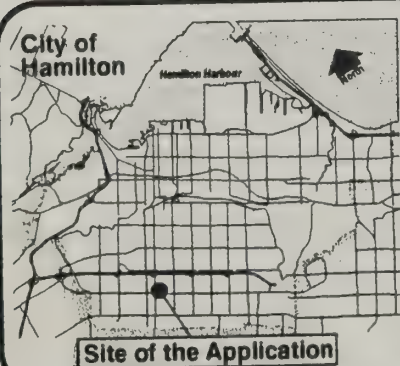 City of
Hamilton
Hamilton Harbour
North
Site of the Application